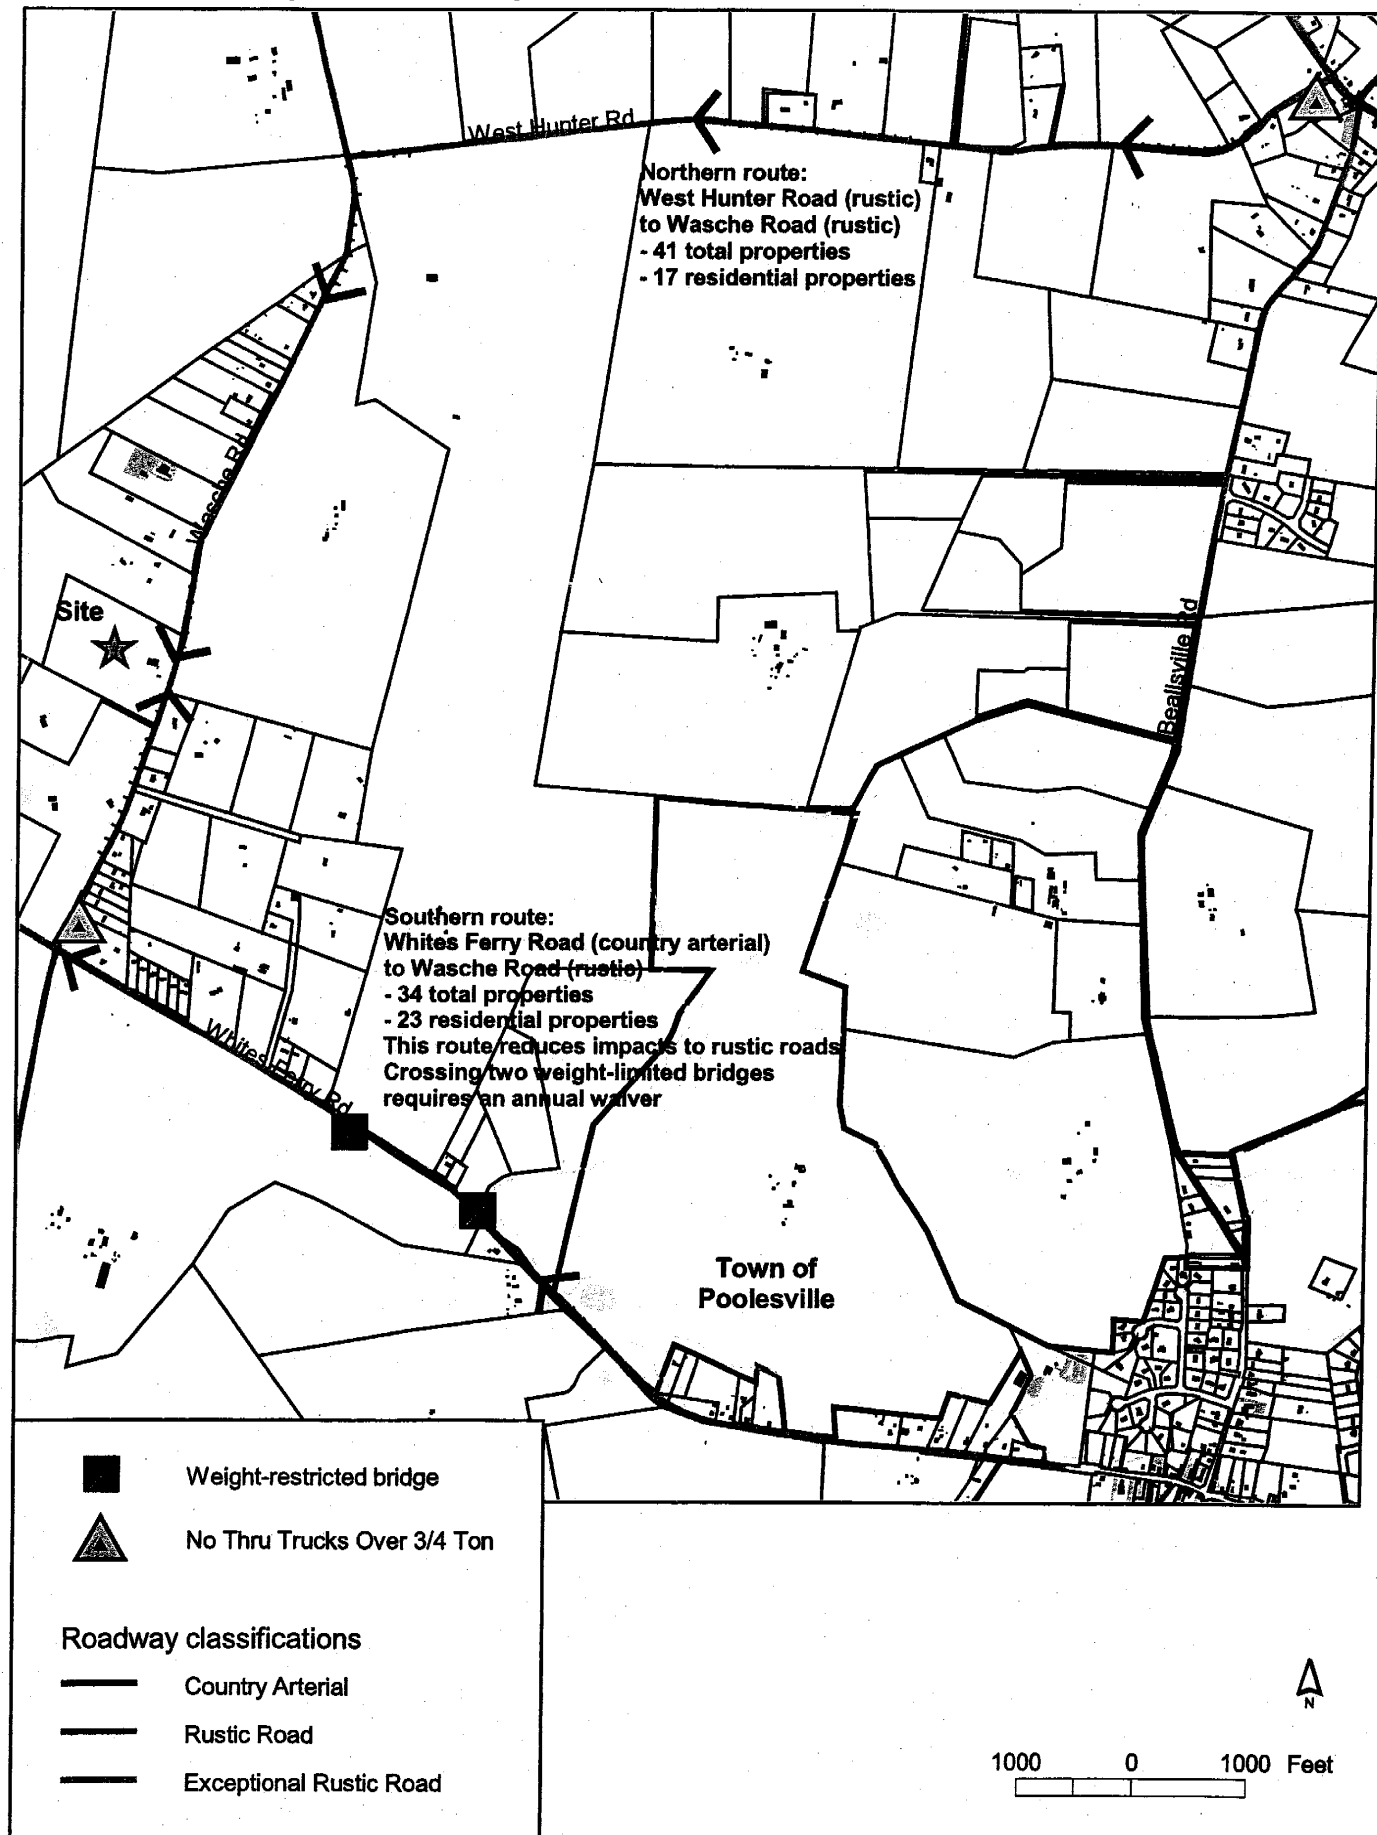 West Hunter Rd
Northern route:
West Hunter Road (rustic)
to Wasche Road (rustic)
- 41 total properties
- 17 residential properties
Wasche Rd
Site
Beallsville Rd
Southern route:
Whites Ferry Road (country arterial)
to Wasche Road (rustic)
- 34 total properties
- 23 residential properties
This route reduces impacts to rustic roads
Crossing two weight-limited bridges
requires an annual waiver
Whites Ferry Rd
Town of
Poolesville
Weight-restricted bridge
No Thru Trucks Over 3/4 Ton
Roadway classifications
Country Arterial
Rustic Road
Exceptional Rustic Road
N
1000 0 1000 Feet